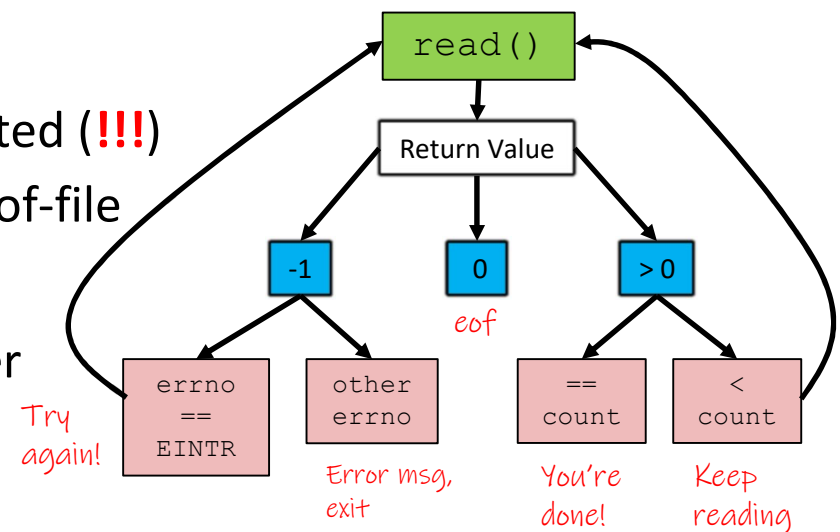 read()
ted (!!!)
Return Value
of-file
-1
0
> 0
eof
er
errno
==
EINTR
other
errno
==
count
<
count
Try
again!
Error msg,
exit
You're
done!
Keep
reading